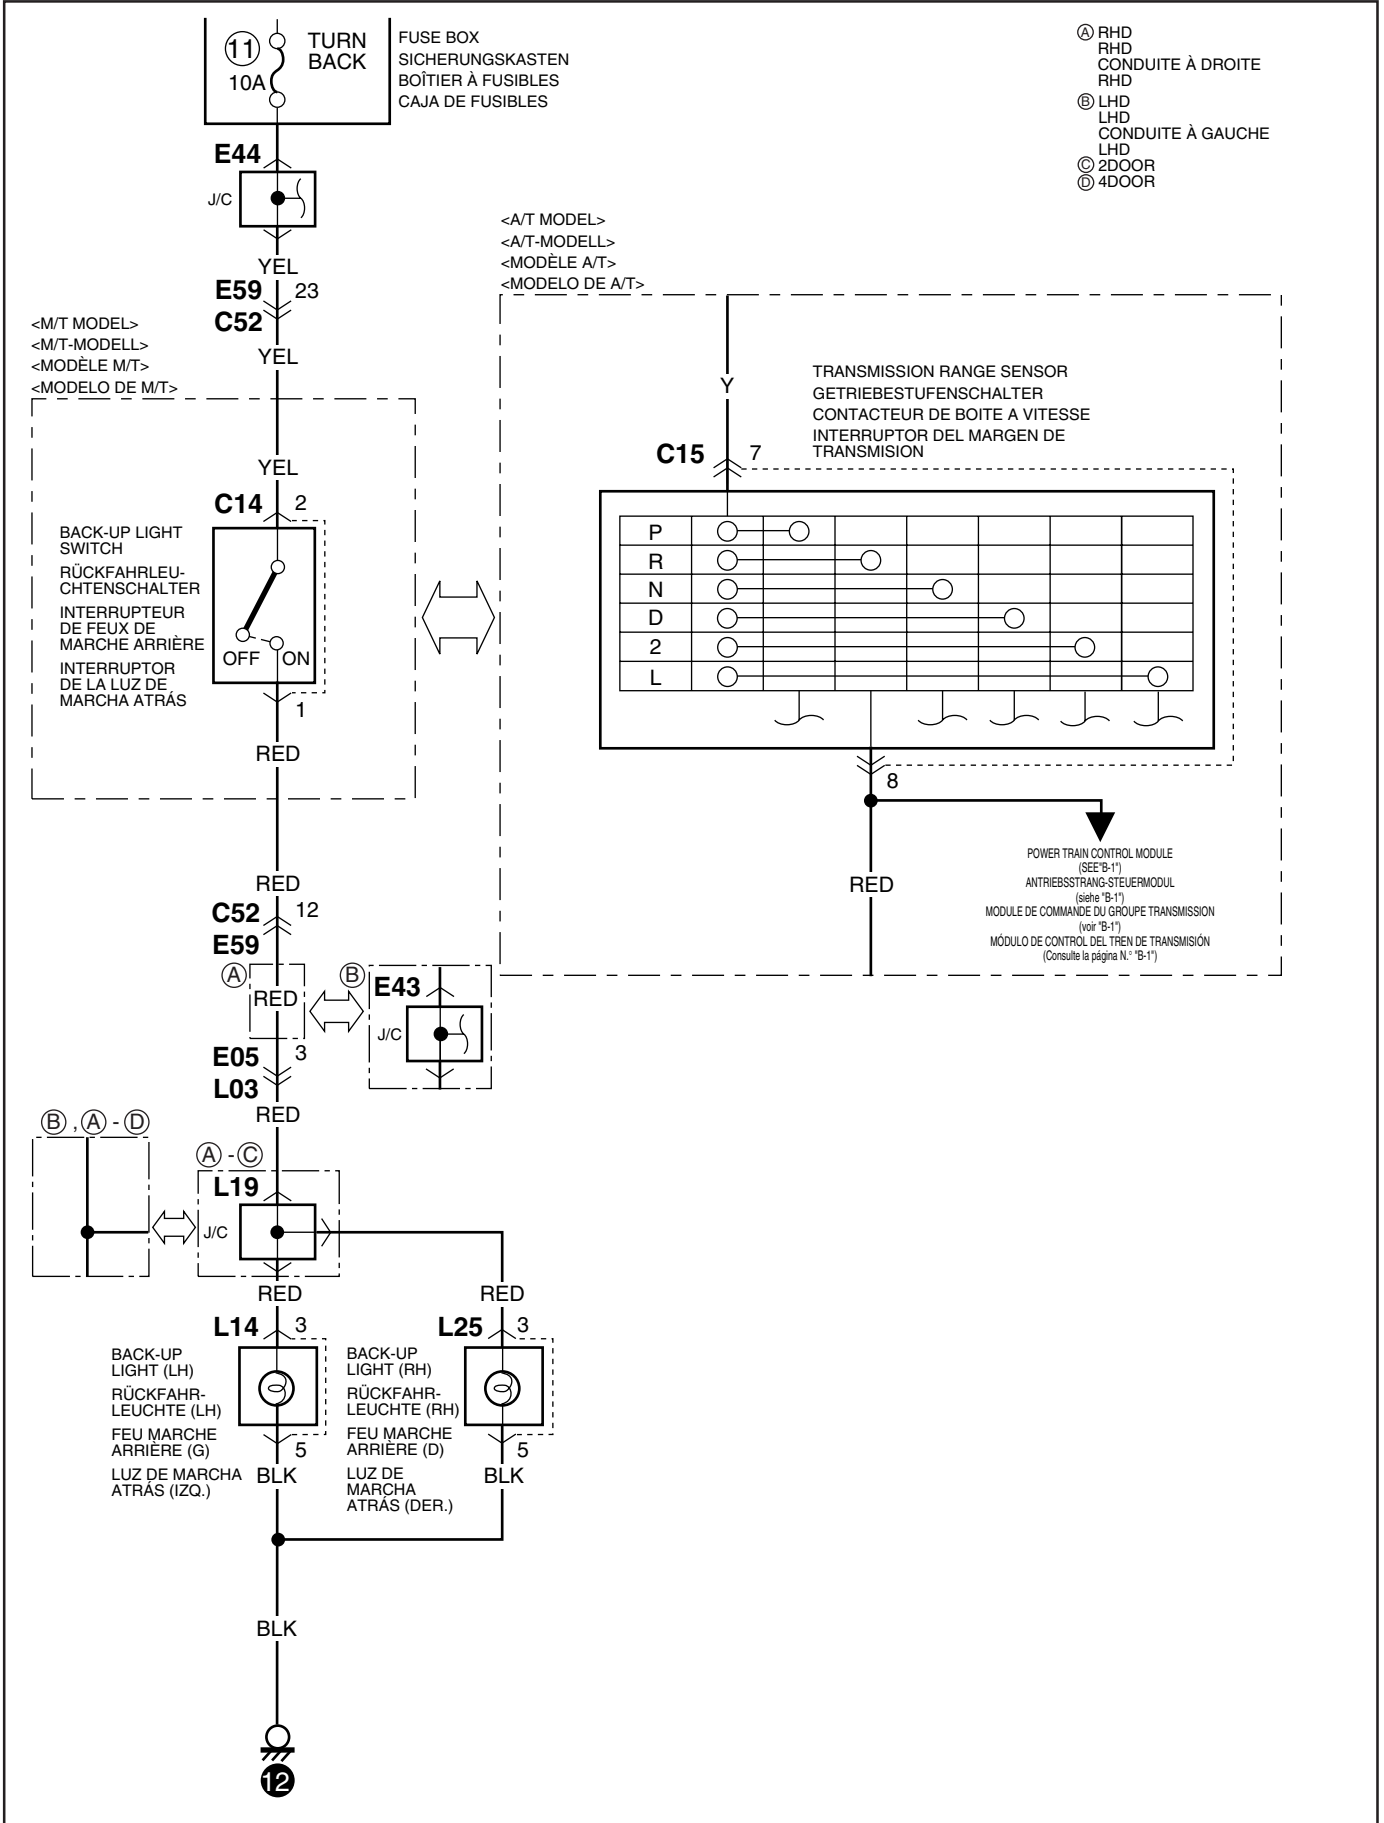 11
10A
TURN
BACK
FUSE BOX
SICHERUNGSKASTEN
BOÎTIER À FUSIBLES
CAJA DE FUSIBLES
Ⓐ RHD
RHD
CONDUITE À DROITE
RHD
Ⓑ LHD
LHD
CONDUITE À GAUCHE
LHD
Ⓒ 2DOOR
Ⓓ 4DOOR
E44
J/C
YEL
E59 23
C52
YEL
<M/T MODEL>
<M/T-MODELL>
<MODÈLE M/T>
<MODELO DE M/T>
<A/T MODEL>
<A/T-MODELL>
<MODÈLE A/T>
<MODELO DE A/T>
YEL
C14 2
BACK-UP LIGHT
SWITCH
RÜCKFAHRLEU-
CHTENSCHALTER
INTERRUPTEUR
DE FEUX DE
MARCHE ARRIÈRE
INTERRUPTOR
DE LA LUZ DE
MARCHA ATRÁS
OFF ON
1
RED
Y
C15 7
TRANSMISSION RANGE SENSOR
GETRIEBESTUFENSCHALTER
CONTACTEUR DE BOITE A VITESSE
INTERRUPTOR DEL MARGEN DE
TRANSMISION
P
R
N
D
2
L
8
RED
POWER TRAIN CONTROL MODULE
(SEE"B-1")
ANTRIEBSSTRANG-STEUERMODUL
(siehe "B-1")
MODULE DE COMMANDE DU GROUPE TRANSMISSION
(voir "B-1")
MÓDULO DE CONTROL DEL TREN DE TRANSMISIÓN
(Consulte la página N.° "B-1")
RED
C52 12
E59
Ⓐ
RED
Ⓑ
E43
J/C
E05 3
L03
RED
Ⓑ , Ⓐ - Ⓓ
Ⓐ - Ⓒ
L19
J/C
RED
RED
L14 3
L25 3
BACK-UP
LIGHT (LH)
RÜCKFAHR-
LEUCHTE (LH)
FEU MARCHE
ARRIÈRE (G)
LUZ DE MARCHA
ATRÁS (IZQ.)
BACK-UP
LIGHT (RH)
RÜCKFAHR-
LEUCHTE (RH)
FEU MARCHE
ARRIÈRE (D)
LUZ DE
MARCHA
ATRÁS (DER.)
5
BLK
5
BLK
BLK
12